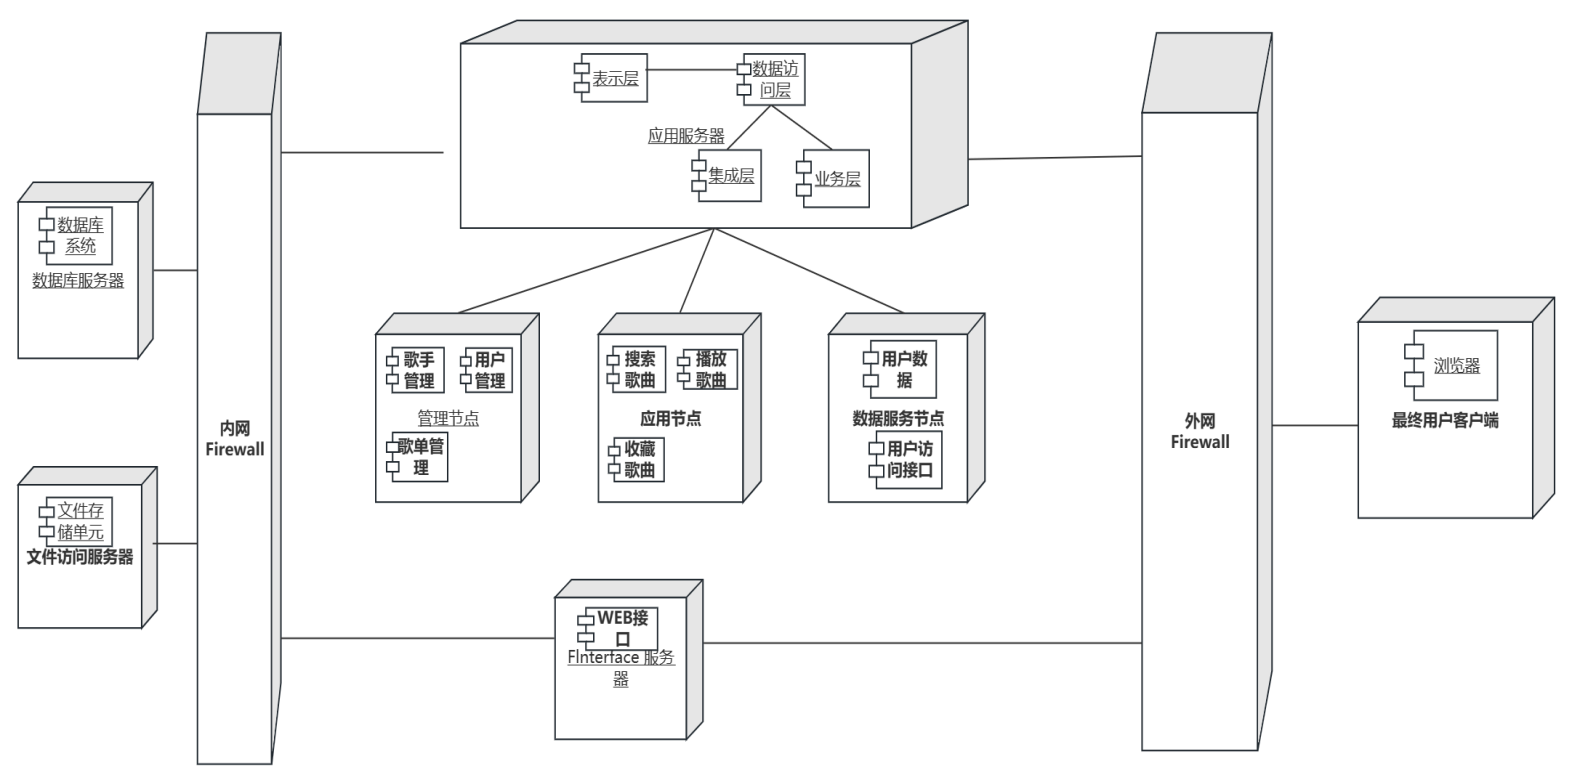 表示层
数据访
问层
应用服务器
集成层
业务层
数据库
系统
数据库服务器
文件存
储单元
文件访问服务器
内网
Firewall
歌手
管理
用户
管理
管理节点
歌单管
理
搜索
歌曲
播放
歌曲
应用节点
收藏
歌曲
用户数
据
数据服务节点
用户访
问接口
WEB接
口
FInterface 服务
器
外网
Firewall
浏览器
最终用户客户端